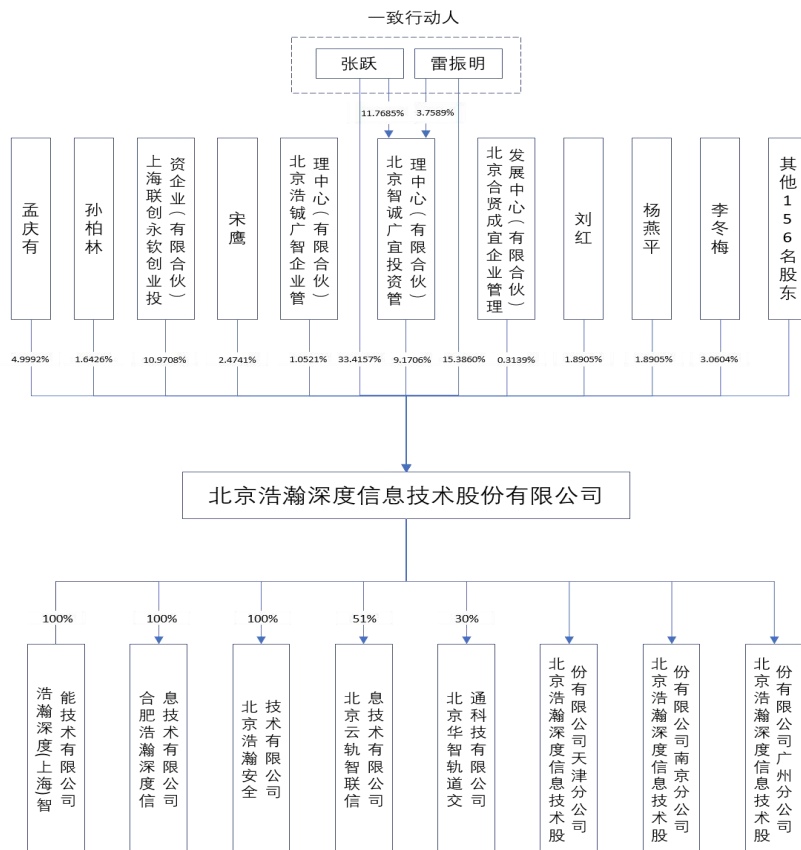 一致行动人
张跃
雷振明
11.7685%
3.7589%
孟庆有
孙柏林
上海联创永钦创业投
资企业(有限合伙)
宋鹰
北京浩铖广智企业管
理中心(有限合伙)
北京智诚广宜投资管
理中心(有限合伙)
北京合贤成宜企业管理
发展中心(有限合伙)
刘红
杨燕平
李冬梅
其他156名股东
4.9992%
1.6426%
10.9708%
2.4741%
1.0521%
33.4157%
9.1706%
15.3860%
0.3139%
1.8905%
1.8905%
3.0604%
北京浩瀚深度信息技术股份有限公司
100%
100%
100%
51%
30%
浩瀚深度(上海)智
能技术有限公司
合肥浩瀚深度信
息技术有限公司
北京浩瀚安全
技术有限公司
北京云轨智联信
息技术有限公司
北京华智轨道交
通科技有限公司
北京浩瀚深度信息技术股
份有限公司天津分公司
北京浩瀚深度信息技术股
份有限公司南京分公司
北京浩瀚深度信息技术股
份有限公司广州分公司